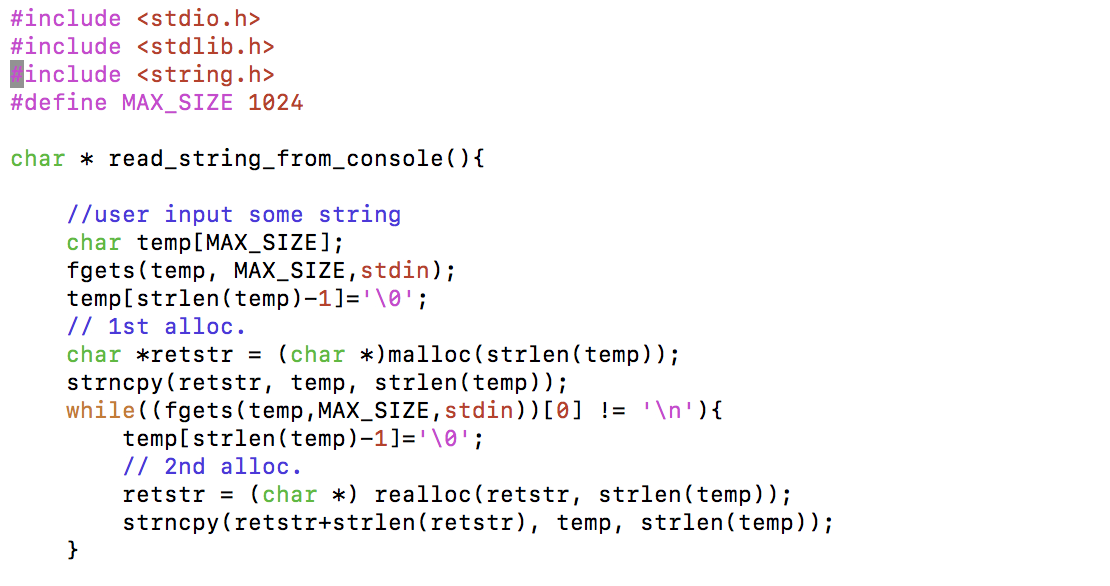 #include <stdio.h>
#include <stdlib.h>
#include <string.h>
#define MAX_SIZE 1024

char * read_string_from_console(){

    //user input some string
    char temp[MAX_SIZE];
    fgets(temp, MAX_SIZE,stdin);
    temp[strlen(temp)-1]='\0';
    // 1st alloc.
    char *retstr = (char *)malloc(strlen(temp));
    strncpy(retstr, temp, strlen(temp));
    while((fgets(temp,MAX_SIZE,stdin))[0] != '\n'){
        temp[strlen(temp)-1]='\0';
        // 2nd alloc.
        retstr = (char *) realloc(retstr, strlen(temp));
        strncpy(retstr+strlen(retstr), temp, strlen(temp));
    }